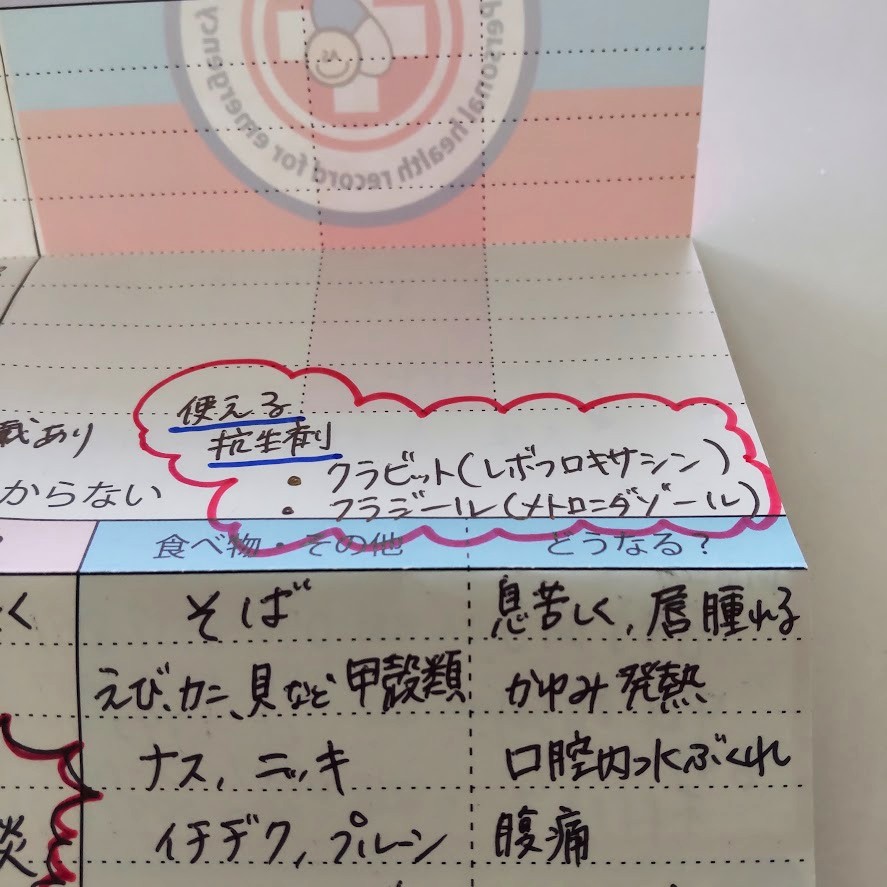 personal health record for emergency
載あり
からない
使える
抗生剤
・クラビット(レボフロキサシン)
・フラジール(メトロニダゾール)
食べ物・その他 どうなる?
く そば 息苦しく, 唇腫れる
えび、カニ、貝など甲殻類 かゆみ発熱
ナス, ニッキ 口腔内水ぶくれ
イチヂク, プルーン 腹痛
談